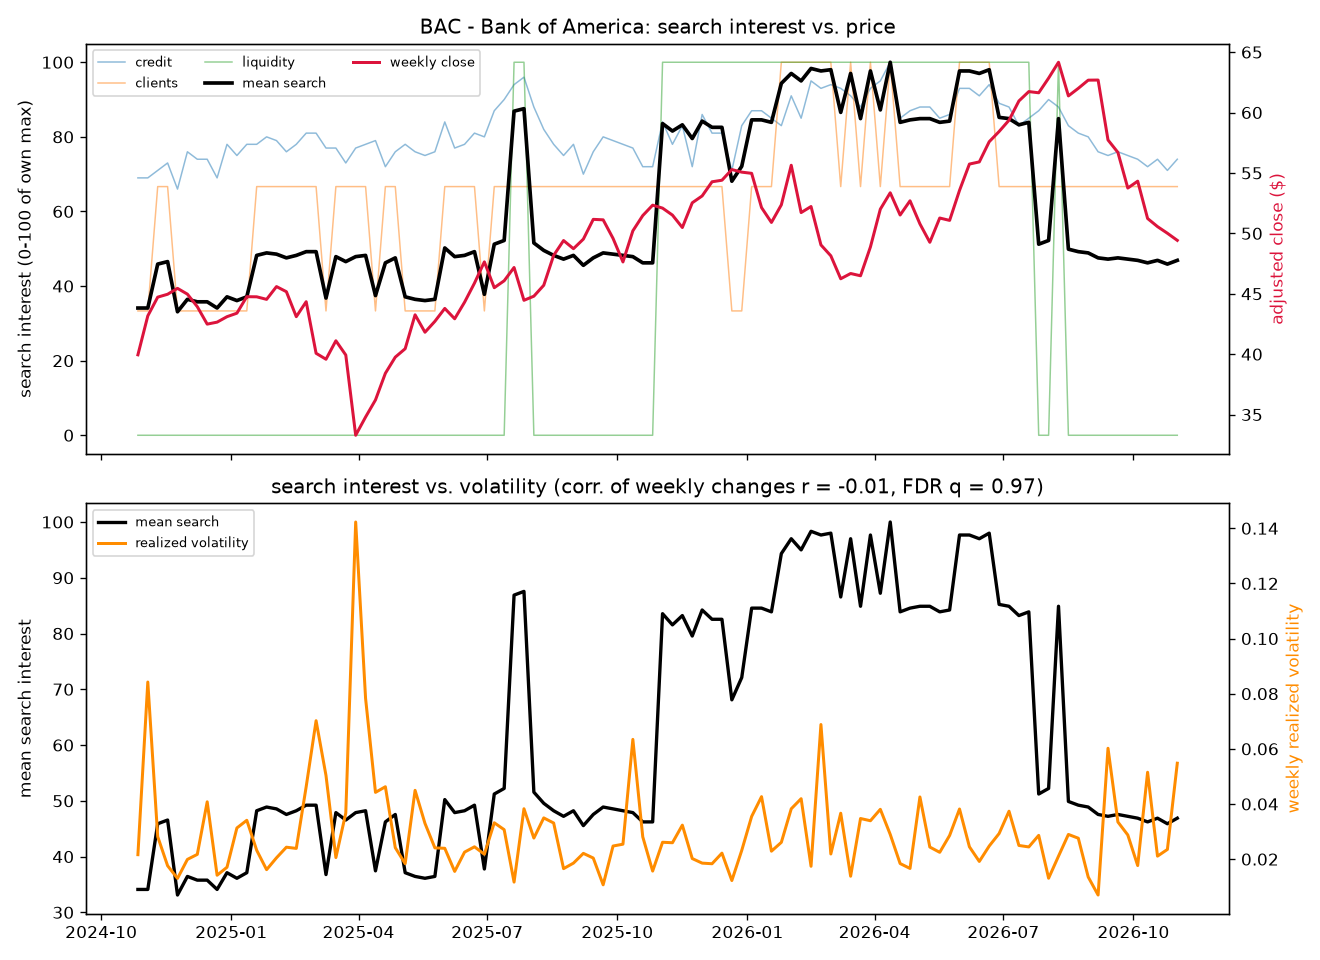 BAC - Bank of America: search interest vs. price
credit
clients
liquidity
mean search
weekly close
search interest (0-100 of own max)
100
80
60
40
20
0
65
60
55
50
45
40
35
adjusted close ($)
search interest vs. volatility (corr. of weekly changes r = -0.01, FDR q = 0.97)
mean search
realized volatility
mean search interest
100
90
80
70
60
50
40
30
0.14
0.12
0.10
0.08
0.06
0.04
0.02
weekly realized volatility
2024-10
2025-01
2025-04
2025-07
2025-10
2026-01
2026-04
2026-07
2026-10